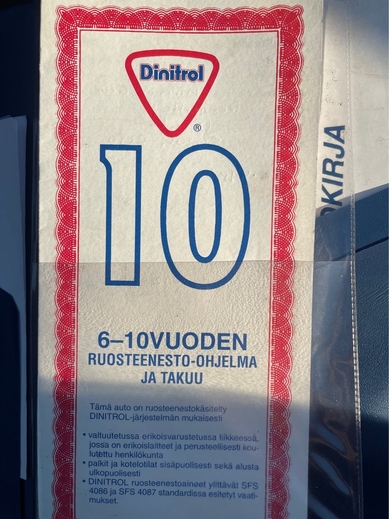 Dinitrol
®
10
6–10VUODEN
RUOSTEENESTO-OHJELMA
JA TAKUU
Tämä auto on ruosteenestokäsitelty
DINITROL-järjestelmän mukaisesti
• valtuutetussa erikoisvarustetussa liikkeessä,
jossa on erikoislaitteet ja perusteellisesti kou-
lutettu henkilökunta
• palkit ja kotelotilat sisäpuolisesti sekä alusta
ulkopuolisesti
• DINITROL ruosteenestoaineet ylittävät SFS
4086 ja SFS 4087 standardissa esitetyt vaati-
mukset.
OKIRJA